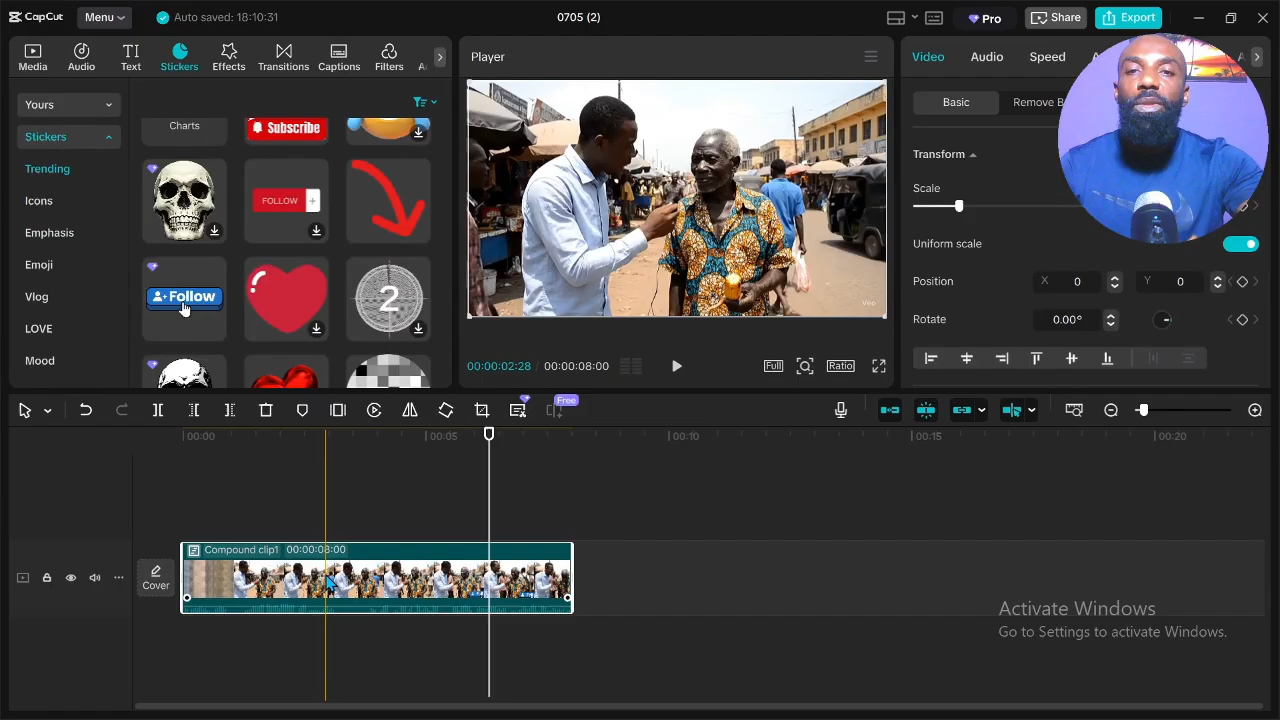 CapCut
Menu
Auto saved: 18:10:31
0705 (2)
Pro
Share
Export
Media
Audio
Text
Stickers
Effects
Transitions
Captions
Filters
Player
Video
Audio
Speed
Yours
Stickers
Trending
Icons
Emphasis
Emoji
Vlog
LOVE
Mood
Charts
Subscribe
FOLLOW +
Follow
2
Veo
Basic
Remove B
Transform
Scale
Uniform scale
Position
X 0
Y 0
Rotate
0.00°
00:00:02:28 / 00:00:08:00
Full
Ratio
Free
00:00
00:05
00:10
00:15
00:20
Cover
Compound clip1 00:00:08:00
Activate Windows
Go to Settings to activate Windows.